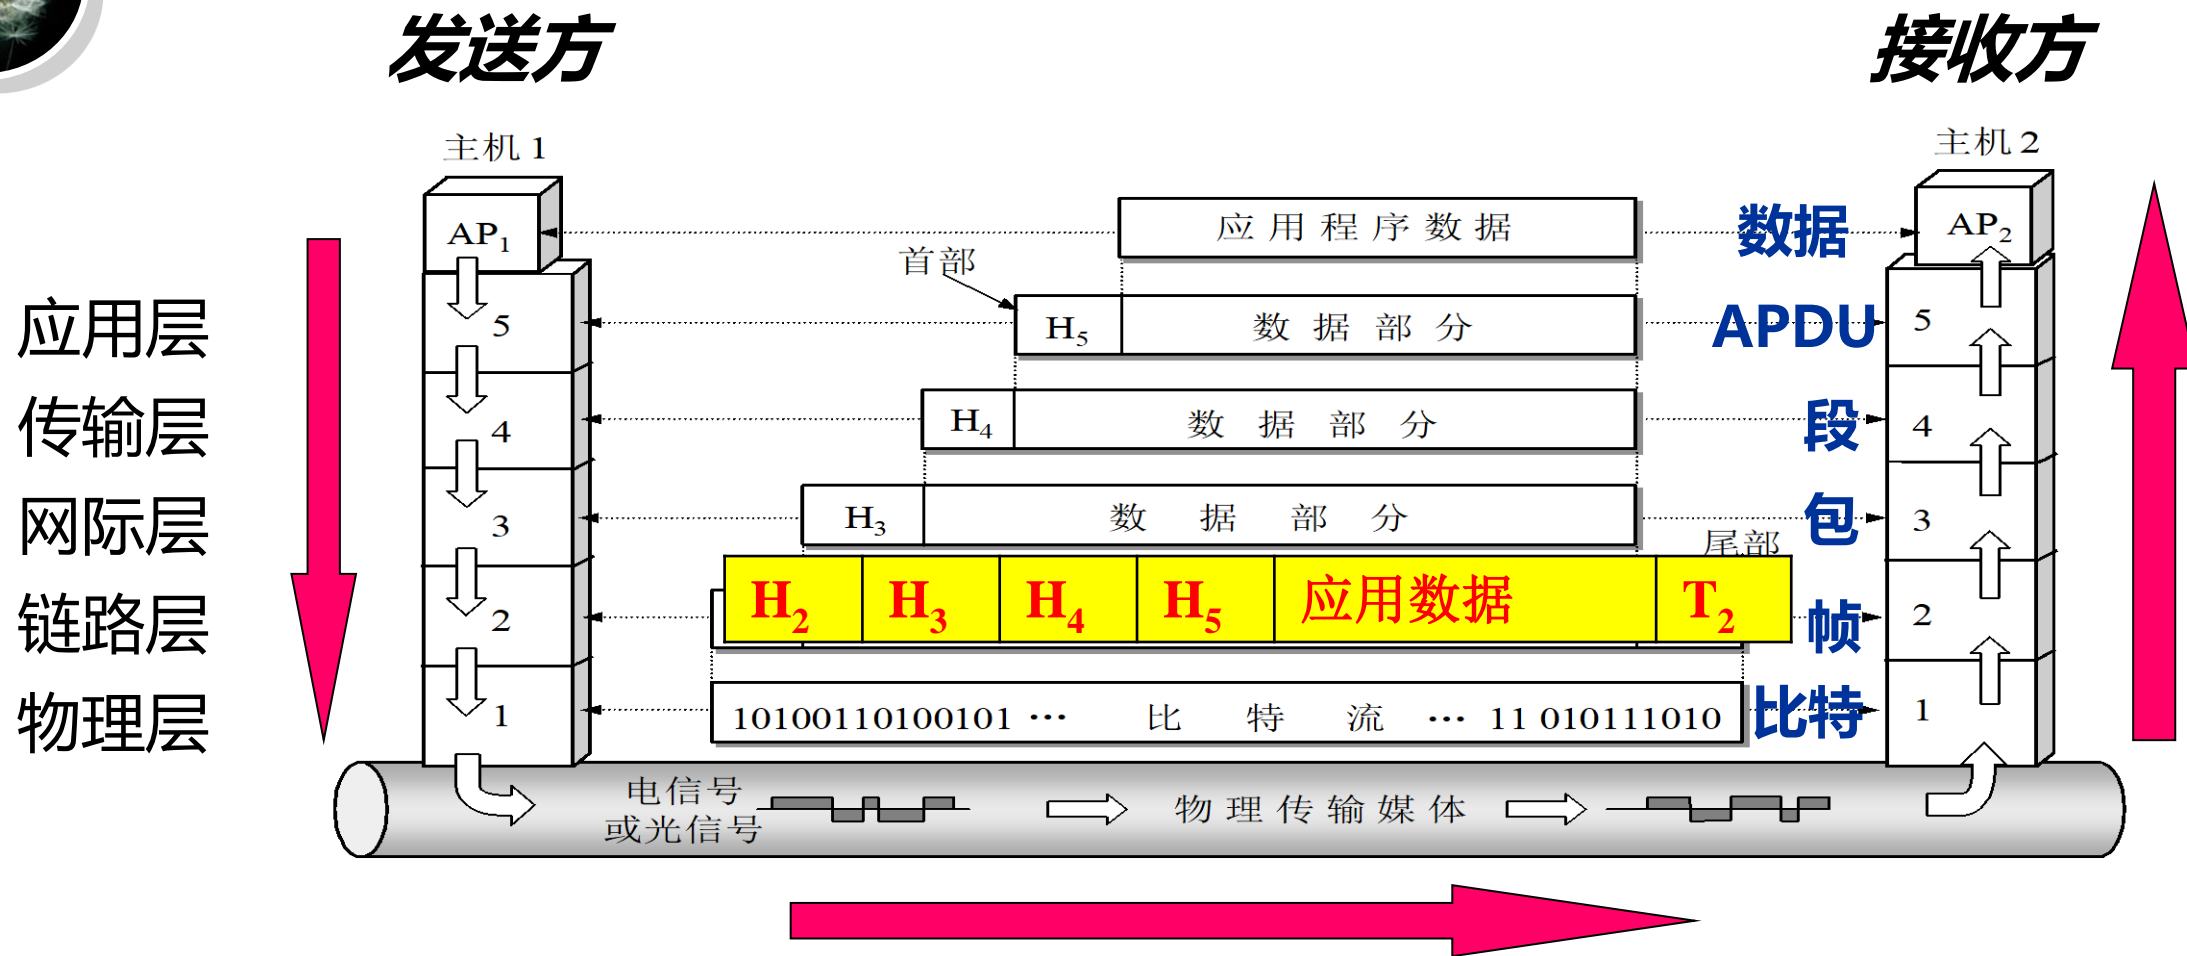 发送方
接收方
主机 1
主机 2
AP1
应用程序数据
数据
AP2
首部
应用层
5
H5
数据部分
APDU
5
传输层
4
H4
数据部分
段
4
网际层
3
H3
数据部分
包
3
尾部
链路层
2
H2 H3 H4 H5 应用数据 T2
帧
2
物理层
1
10100110100101 … 比特流 … 11 010111010
比特
1
电信号
或光信号
物理传输媒体